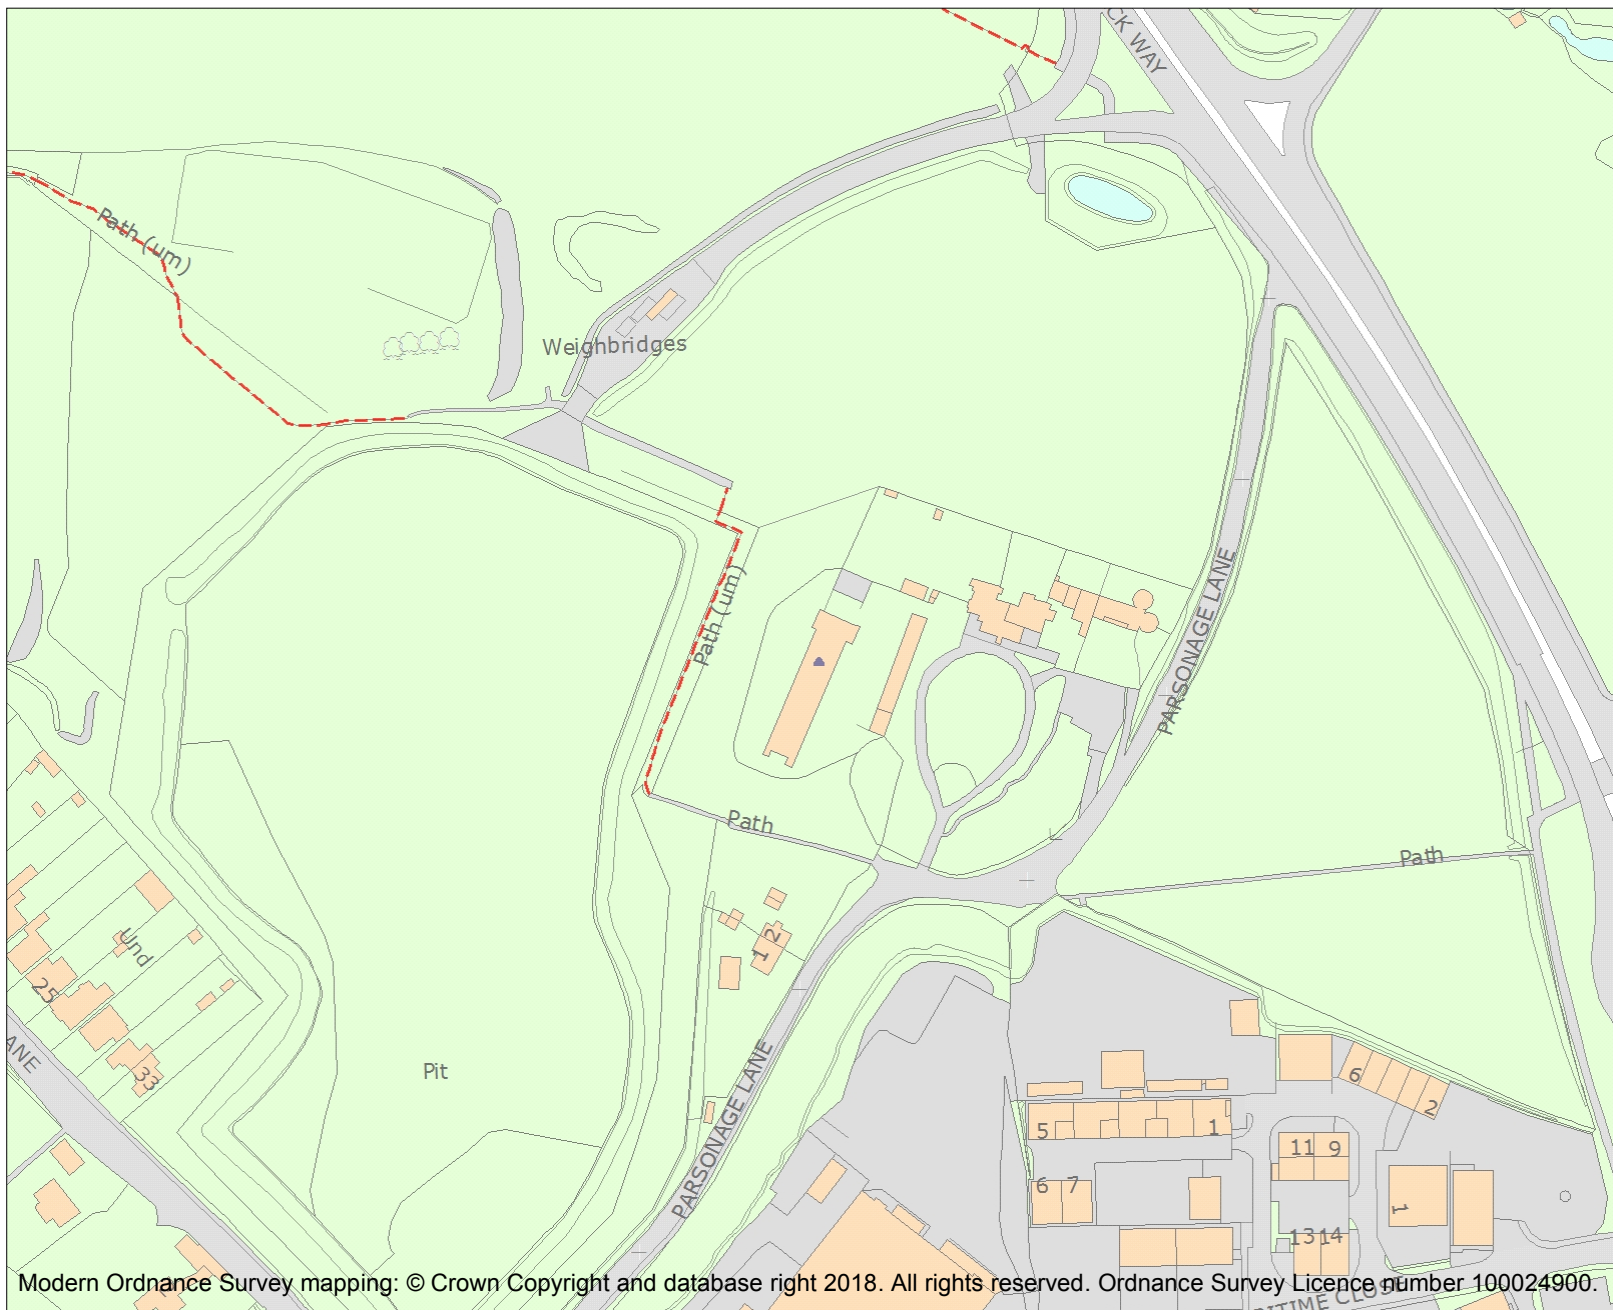 CK WAY
Path (um)
Weighbridges
Path (um)
PARSONAGE LANE
Path
Path
Und
25
33
ANE
Pit
1 2
PARSONAGE LANE
6
2
5
1
11 9
6 7
1
13 14
Modern Ordnance Survey mapping: © Crown Copyright and database right 2018. All rights reserved. Ordnance Survey Licence number 100024900.
ITIME CLOSE